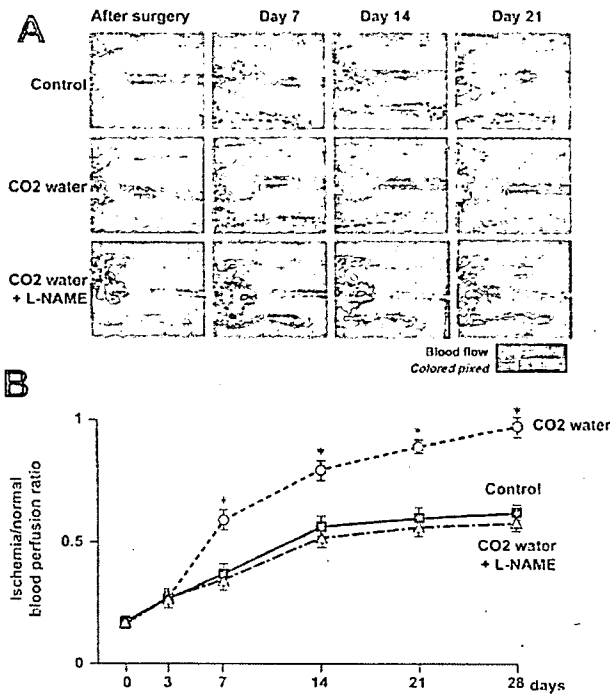 A
After surgery Day 7 Day 14 Day 21
Control
CO2 water
CO2 water
+ L-NAME
Blood flow
Colored pixed
B
Ischemia/normal
blood perfusion ratio
1
0.5
0
* * * *
CO2 water
Control
CO2 water
+ L-NAME
0 3 7 14 21 28 days